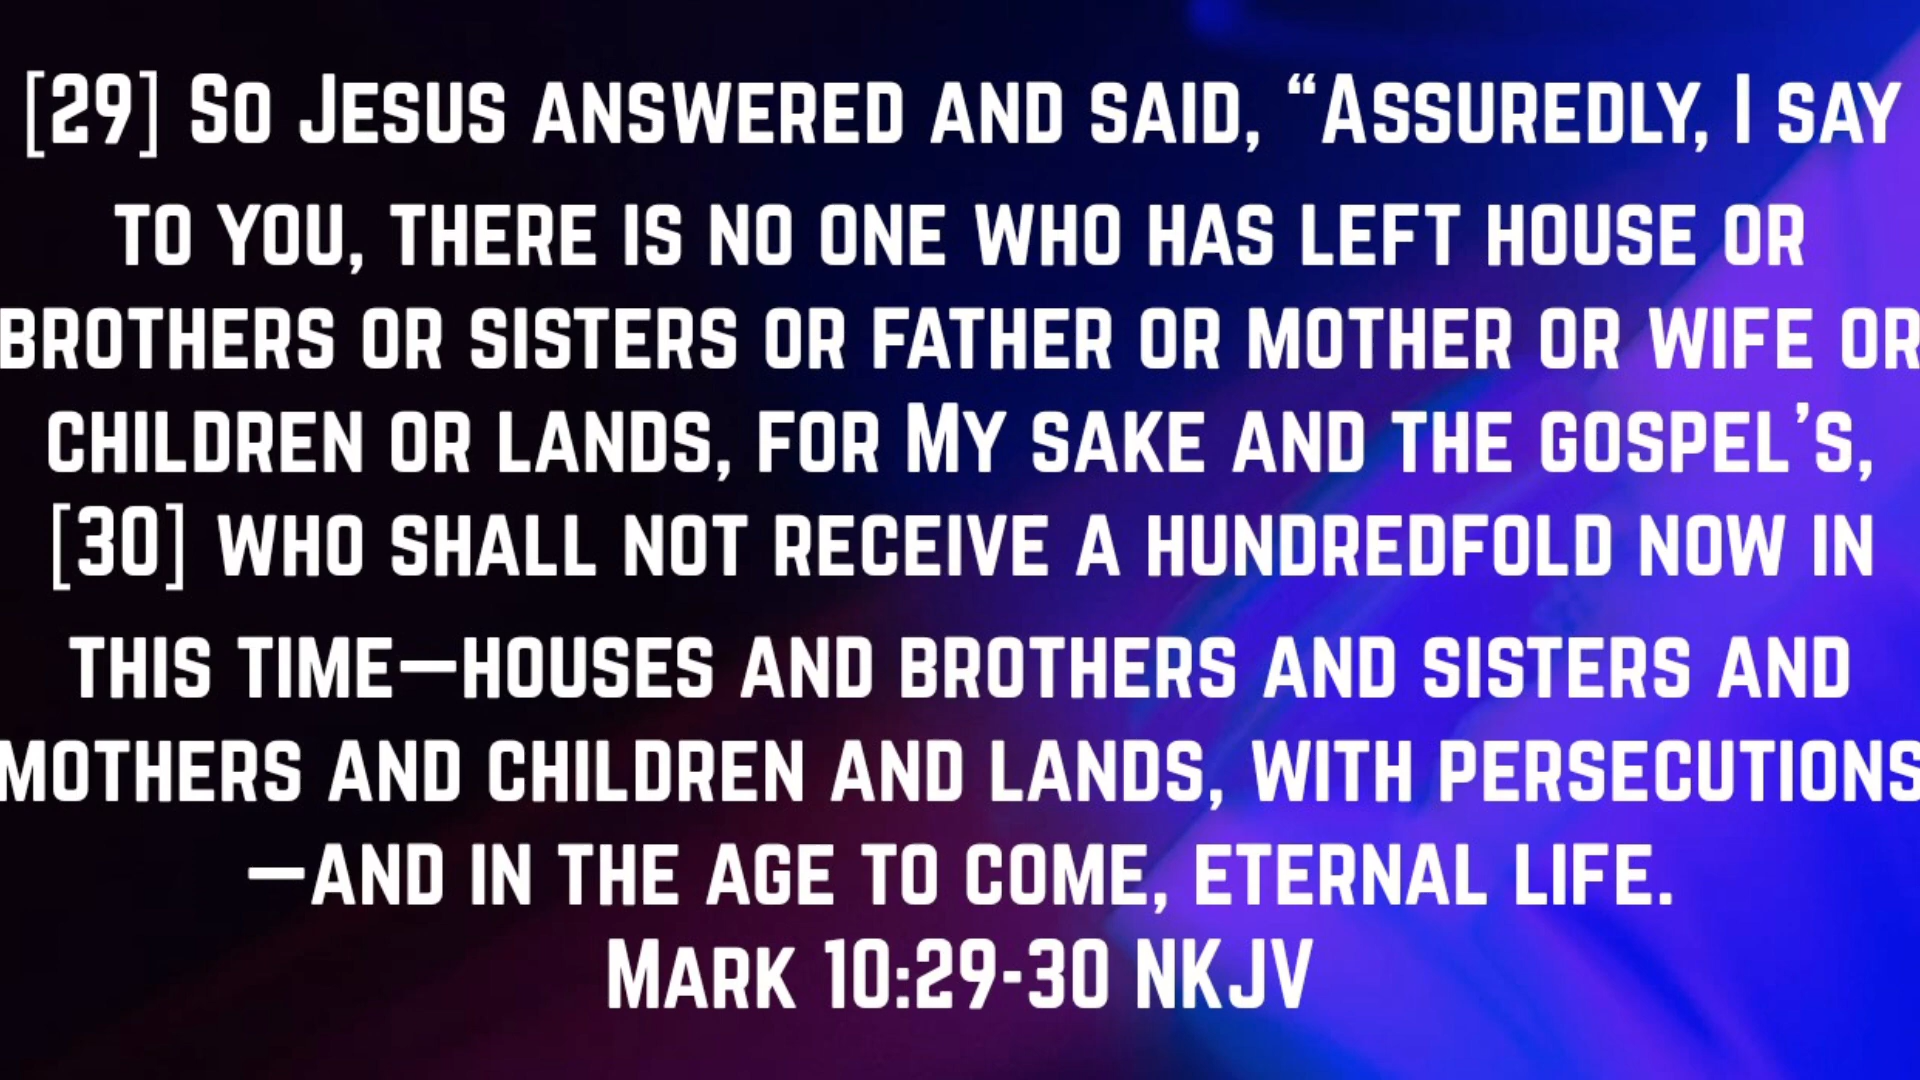 [29] So Jesus answered and said, “Assuredly, I say
to you, there is no one who has left house or
brothers or sisters or father or mother or wife or
children or lands, for My sake and the gospel’s,
[30] who shall not receive a hundredfold now in
this time—houses and brothers and sisters and
mothers and children and lands, with persecutions
—and in the age to come, eternal life.
Mark 10:29-30 NKJV